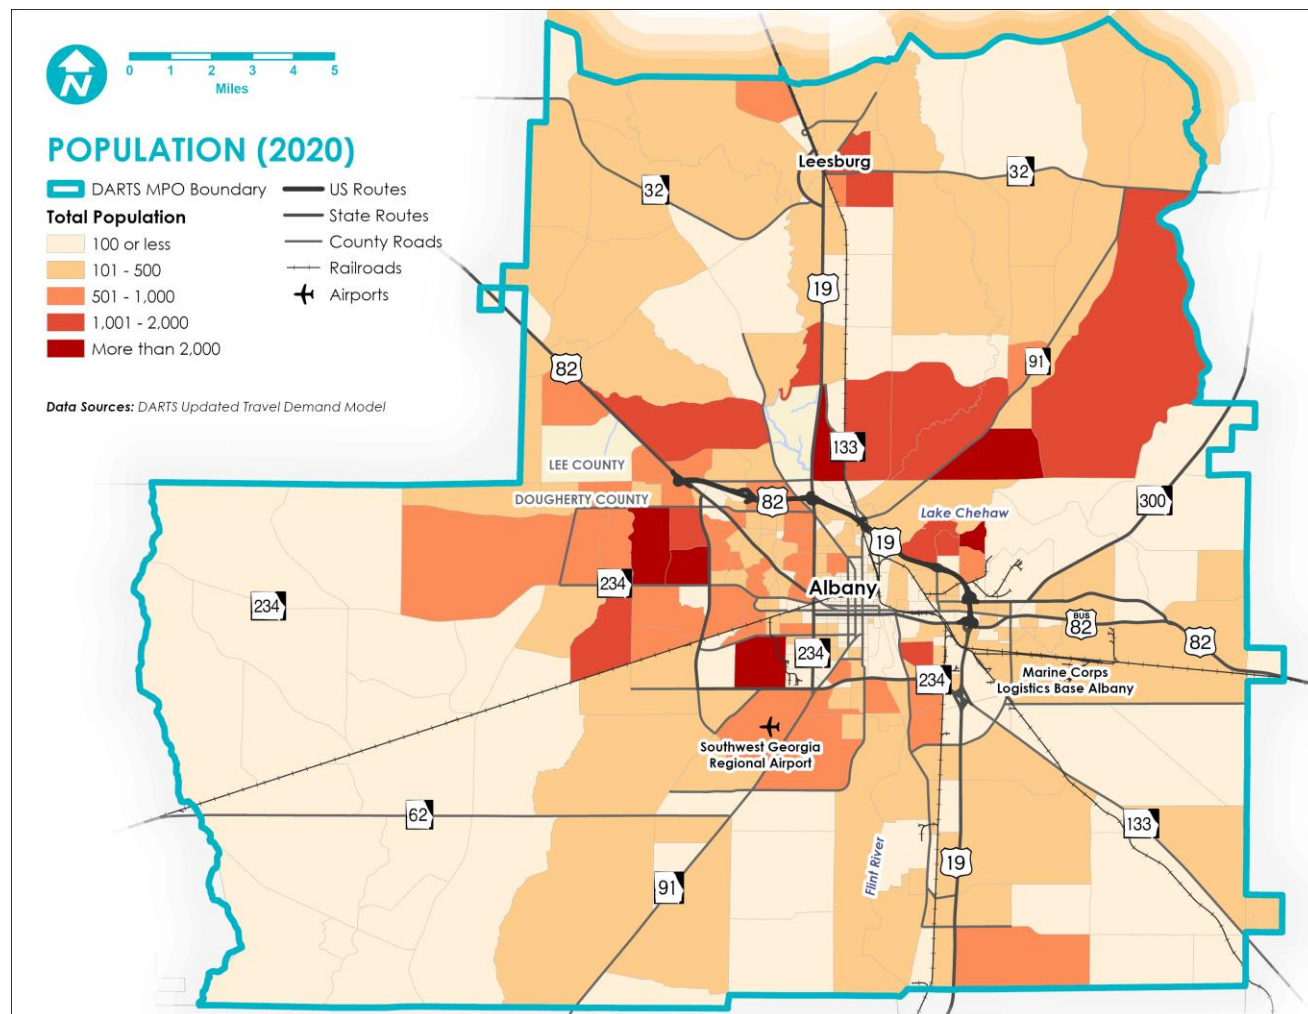 N
0 1 2 3 4 5
Miles
POPULATION (2020)
DARTS MPO Boundary
US Routes
Total Population
State Routes
100 or less
County Roads
101 - 500
Railroads
501 - 1,000
Airports
1,001 - 2,000
More than 2,000
Data Sources: DARTS Updated Travel Demand Model
Leesburg
32
32
19
91
82
133
LEE COUNTY
DOUGHERTY COUNTY
82
300
Lake Chehaw
19
234
234
Albany
BUS
82
82
234
234
Marine Corps
Logistics Base Albany
Southwest Georgia
Regional Airport
62
133
Flint River
19
91